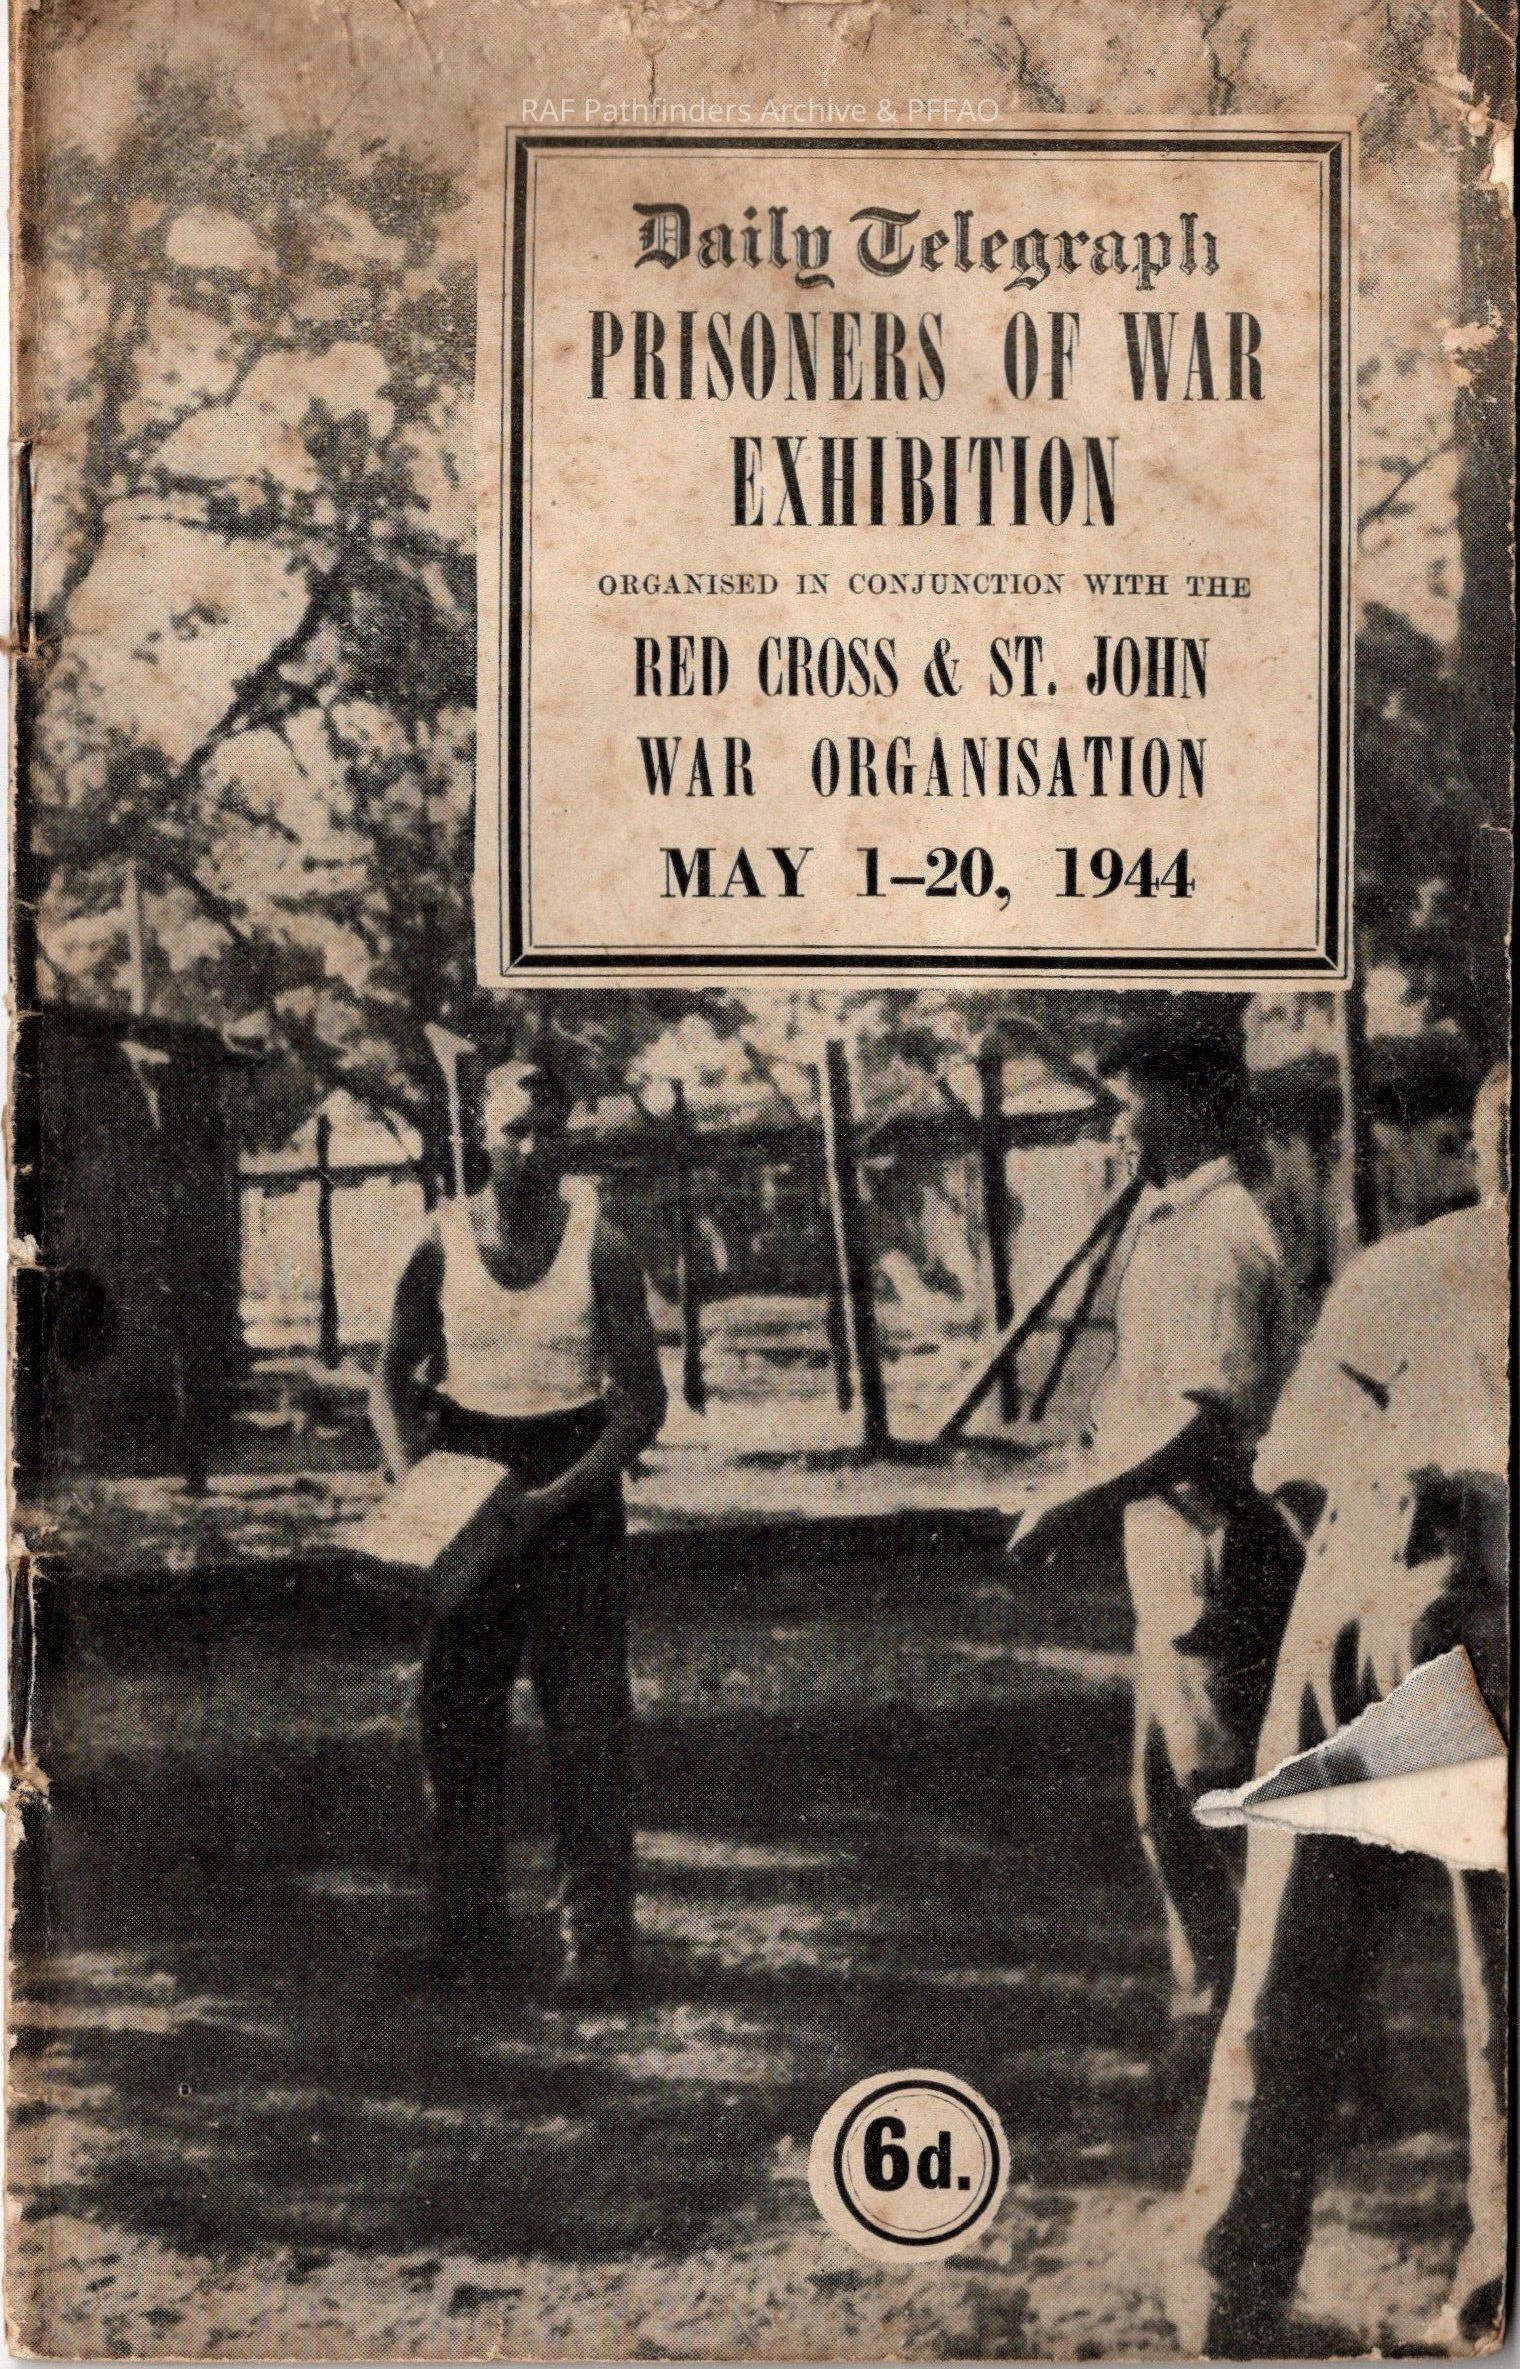 RAF Pathfinders Archive & PFFAO
Daily Telegraph
PRISONERS OF WAR
EXHIBITION
ORGANISED IN CONJUNCTION WITH THE
RED CROSS & ST. JOHN
WAR ORGANISATION
MAY 1–20, 1944
6d.